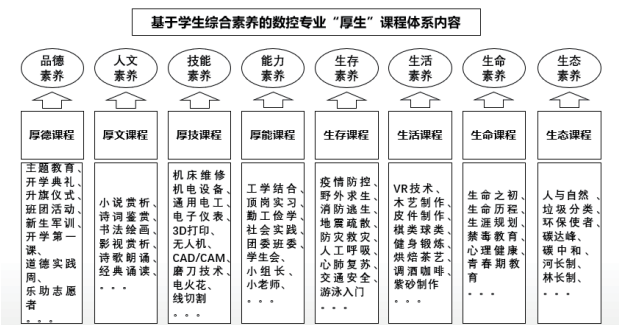 基于学生综合素养的数控专业“厚生”课程体系内容
品德
素养
人文
素养
技能
素养
能力
素养
生存
素养
生活
素养
生命
素养
生态
素养
厚德课程
厚文课程
厚技课程
厚能课程
生存课程
生活课程
生命课程
生态课程
主题教育、
开学典礼、
升旗仪式、
班团活动、
新生军训、
开学第一
课、
道德实践
周、
乐助志愿
者
。。。
小说赏析、
诗词鉴赏、
书法绘画、
影视赏析、
诗歌朗诵、
经典诵读、
。。。
机床维修
机电设备、
通用电工、
电子仪表、
3D打印、
无人机、
CAD/CAM、
磨刀技术、
电火花、
线切割
。。。
工学结合、
顶岗实习、
勤工俭学、
社会实践、
团委班委、
学生会、
小组长、
小老师、
。。。
疫情防控、
野外求生、
消防逃生、
地震疏散、
防灾救灾、
人工呼吸、
心肺复苏、
交通安全、
游泳入门
。。。
VR技术、
木艺制作、
皮件制作、
棋类球类、
健身锻炼、
烘焙茶艺、
调酒咖啡、
紫砂制作
。。。
生命之初、
生命历程、
生涯规划、
禁毒教育、
心理健康、
青春期教
育
。。。
人与自然、
垃圾分类、
环保使者、
碳达峰、
碳中和、
河长制、
林长制、
。。。